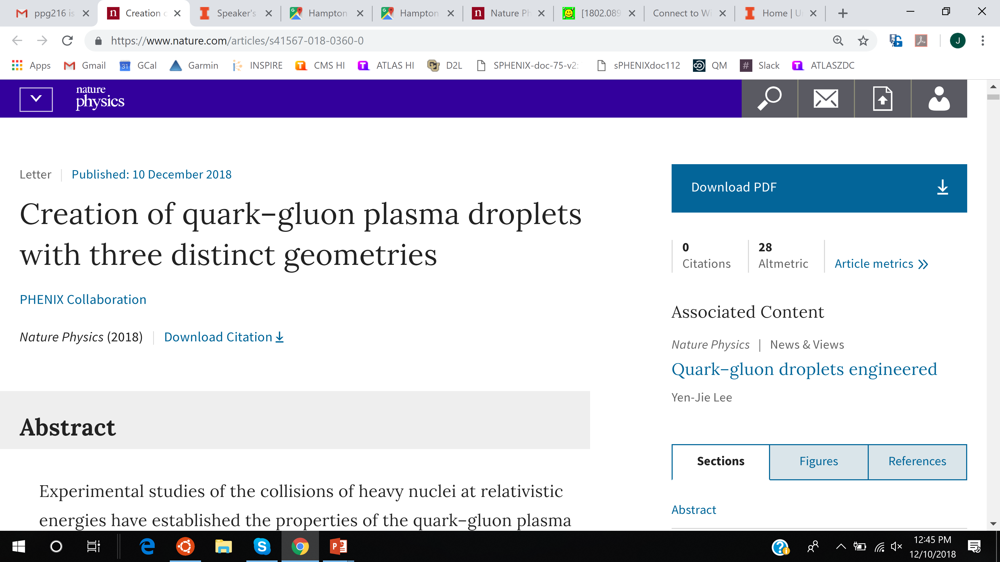 ppg216 is
Creation
Speaker's
Hampton
Hampton
Nature Ph
[1802.089
Connect to Wi
Home | U
https://www.nature.com/articles/s41567-018-0360-0
J
Apps
Gmail
31
GCal
Garmin
INSPIRE
T
CMS HI
T
ATLAS HI
D2L
SPHENIX-doc-75-v2:
sPHENIXdoc112
QM
#
Slack
T
ATLASZDC
nature
physics
Letter
Published: 10 December 2018
Creation of quark–gluon plasma droplets
with three distinct geometries
PHENIX Collaboration
Nature Physics (2018)
Download Citation
Abstract
Experimental studies of the collisions of heavy nuclei at relativistic
energies have established the properties of the quark–gluon plasma
Download PDF
0
Citations
28
Altmetric
Article metrics
Associated Content
Nature Physics | News & Views
Quark–gluon droplets engineered
Yen-Jie Lee
Sections
Figures
References
Abstract
12:45 PM
12/10/2018